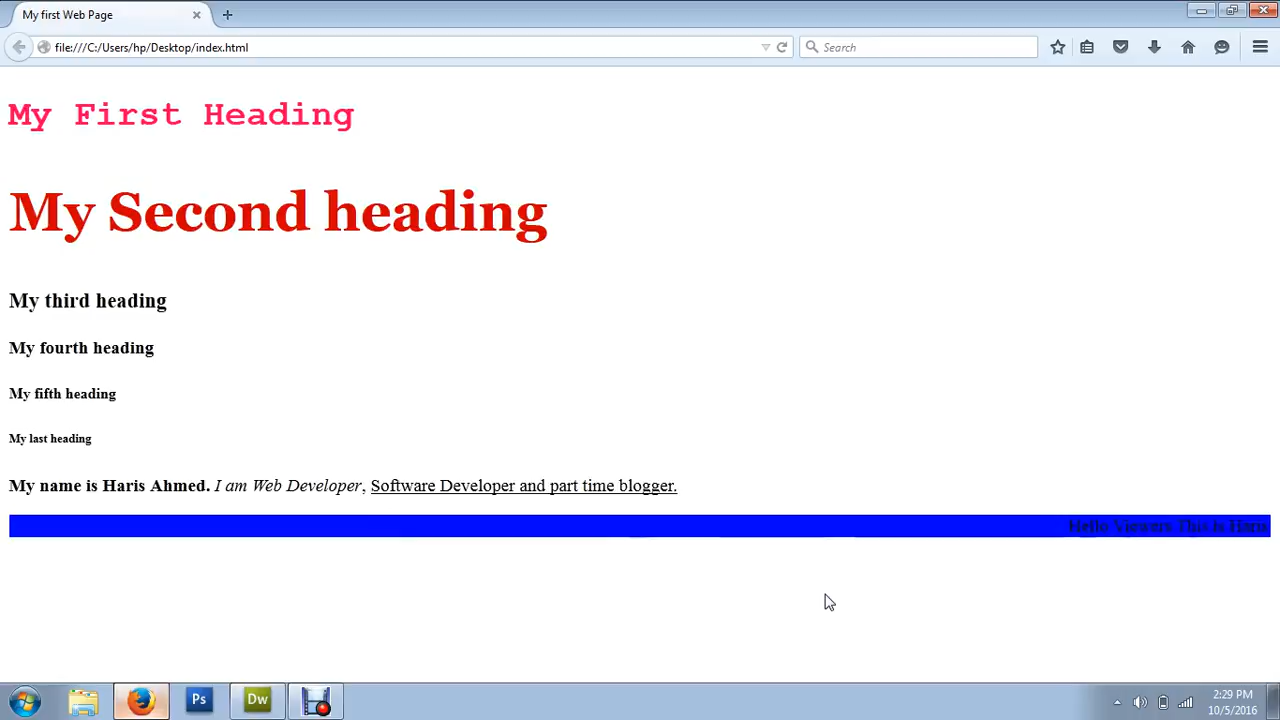 My first Web Page
file:///C:/Users/hp/Desktop/index.html
Search
My First Heading
My Second heading
My third heading
My fourth heading
My fifth heading
My last heading
My name is Haris Ahmed. I am Web Developer, Software Developer and part time blogger.
Hello Viewers This is Haris
Ps
Dw
2:29 PM
10/5/2016